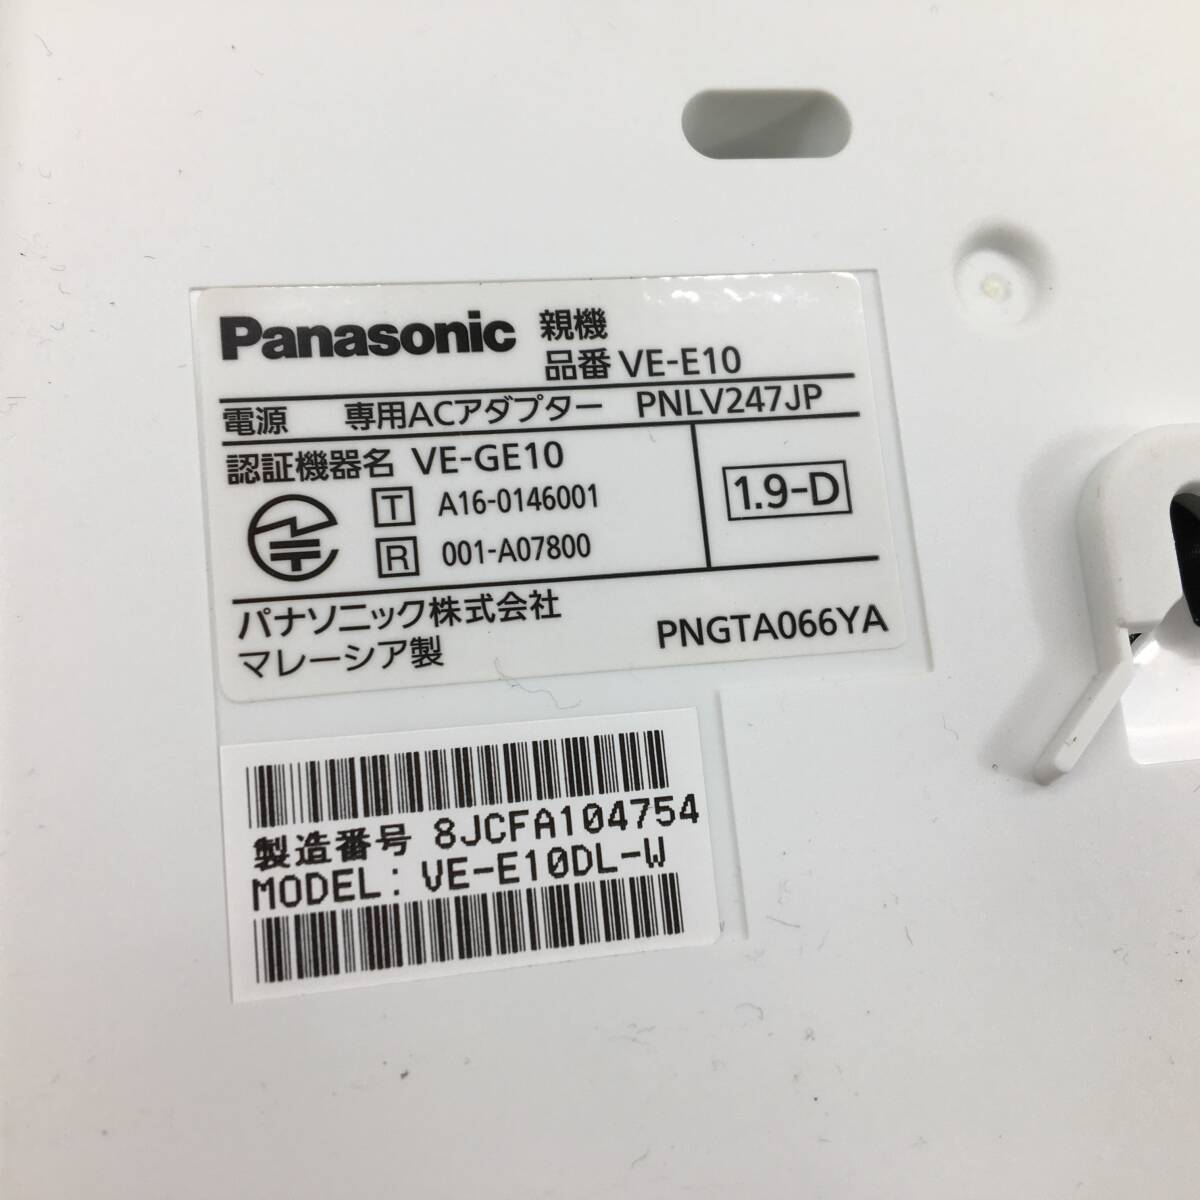 Panasonic 親機
品番 VE-E10
電源 専用ACアダプター PNLV247JP
認証機器名 VE-GE10
T A16-0146001
R 001-A07800
1.9-D
パナソニック株式会社
マレーシア製
PNGTA066YA
製造番号 8JCFA104754
MODEL: VE-E10DL-W